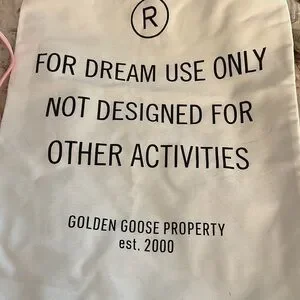 ®
FOR DREAM USE ONLY
NOT DESIGNED FOR
OTHER ACTIVITIES
GOLDEN GOOSE PROPERTY
est. 2000